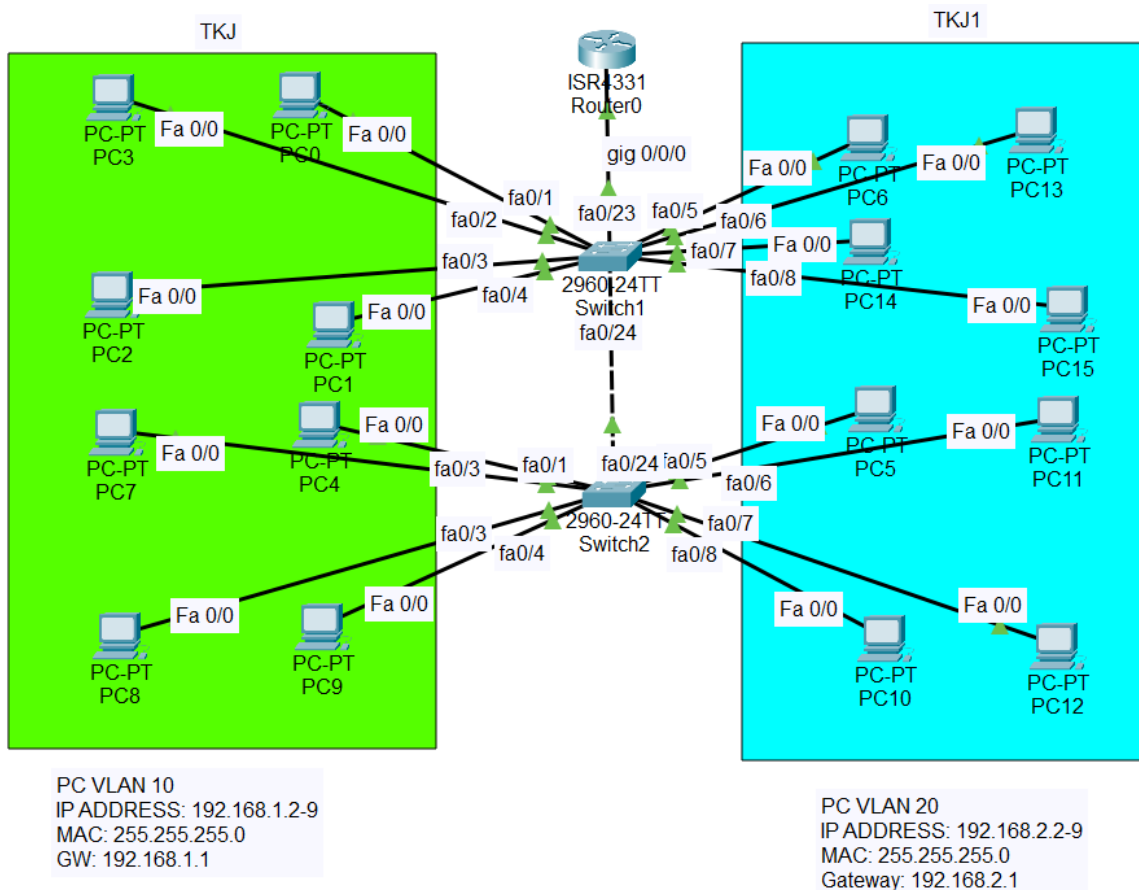 TKJ
TKJ1
ISR4331
Router0
gig 0/0/0
PC-PT
PC3
Fa 0/0
PC-PT
PC0
Fa 0/0
fa0/1
fa0/2
fa0/23
fa0/5
fa0/6
Fa 0/0
PC-PT
PC6
Fa 0/0
PC-PT
PC13
fa0/3
fa0/4
2960-24TT
Switch1
fa0/24
fa0/7
fa0/8
Fa 0/0
PC-PT
PC14
Fa 0/0
PC-PT
PC2
Fa 0/0
PC-PT
PC1
Fa 0/0
PC-PT
PC15
PC-PT
PC7
Fa 0/0
Fa 0/0
PC-PT
PC4
fa0/3
fa0/1
fa0/24
fa0/5
fa0/6
Fa 0/0
PC-PT
PC5
Fa 0/0
PC-PT
PC11
fa0/3
fa0/4
2960-24TT
Switch2
fa0/7
fa0/8
Fa 0/0
PC-PT
PC8
Fa 0/0
PC-PT
PC9
Fa 0/0
PC-PT
PC10
Fa 0/0
PC-PT
PC12
PC VLAN 10
IP ADDRESS: 192.168.1.2-9
MAC: 255.255.255.0
GW: 192.168.1.1
PC VLAN 20
IP ADDRESS: 192.168.2.2-9
MAC: 255.255.255.0
Gateway: 192.168.2.1